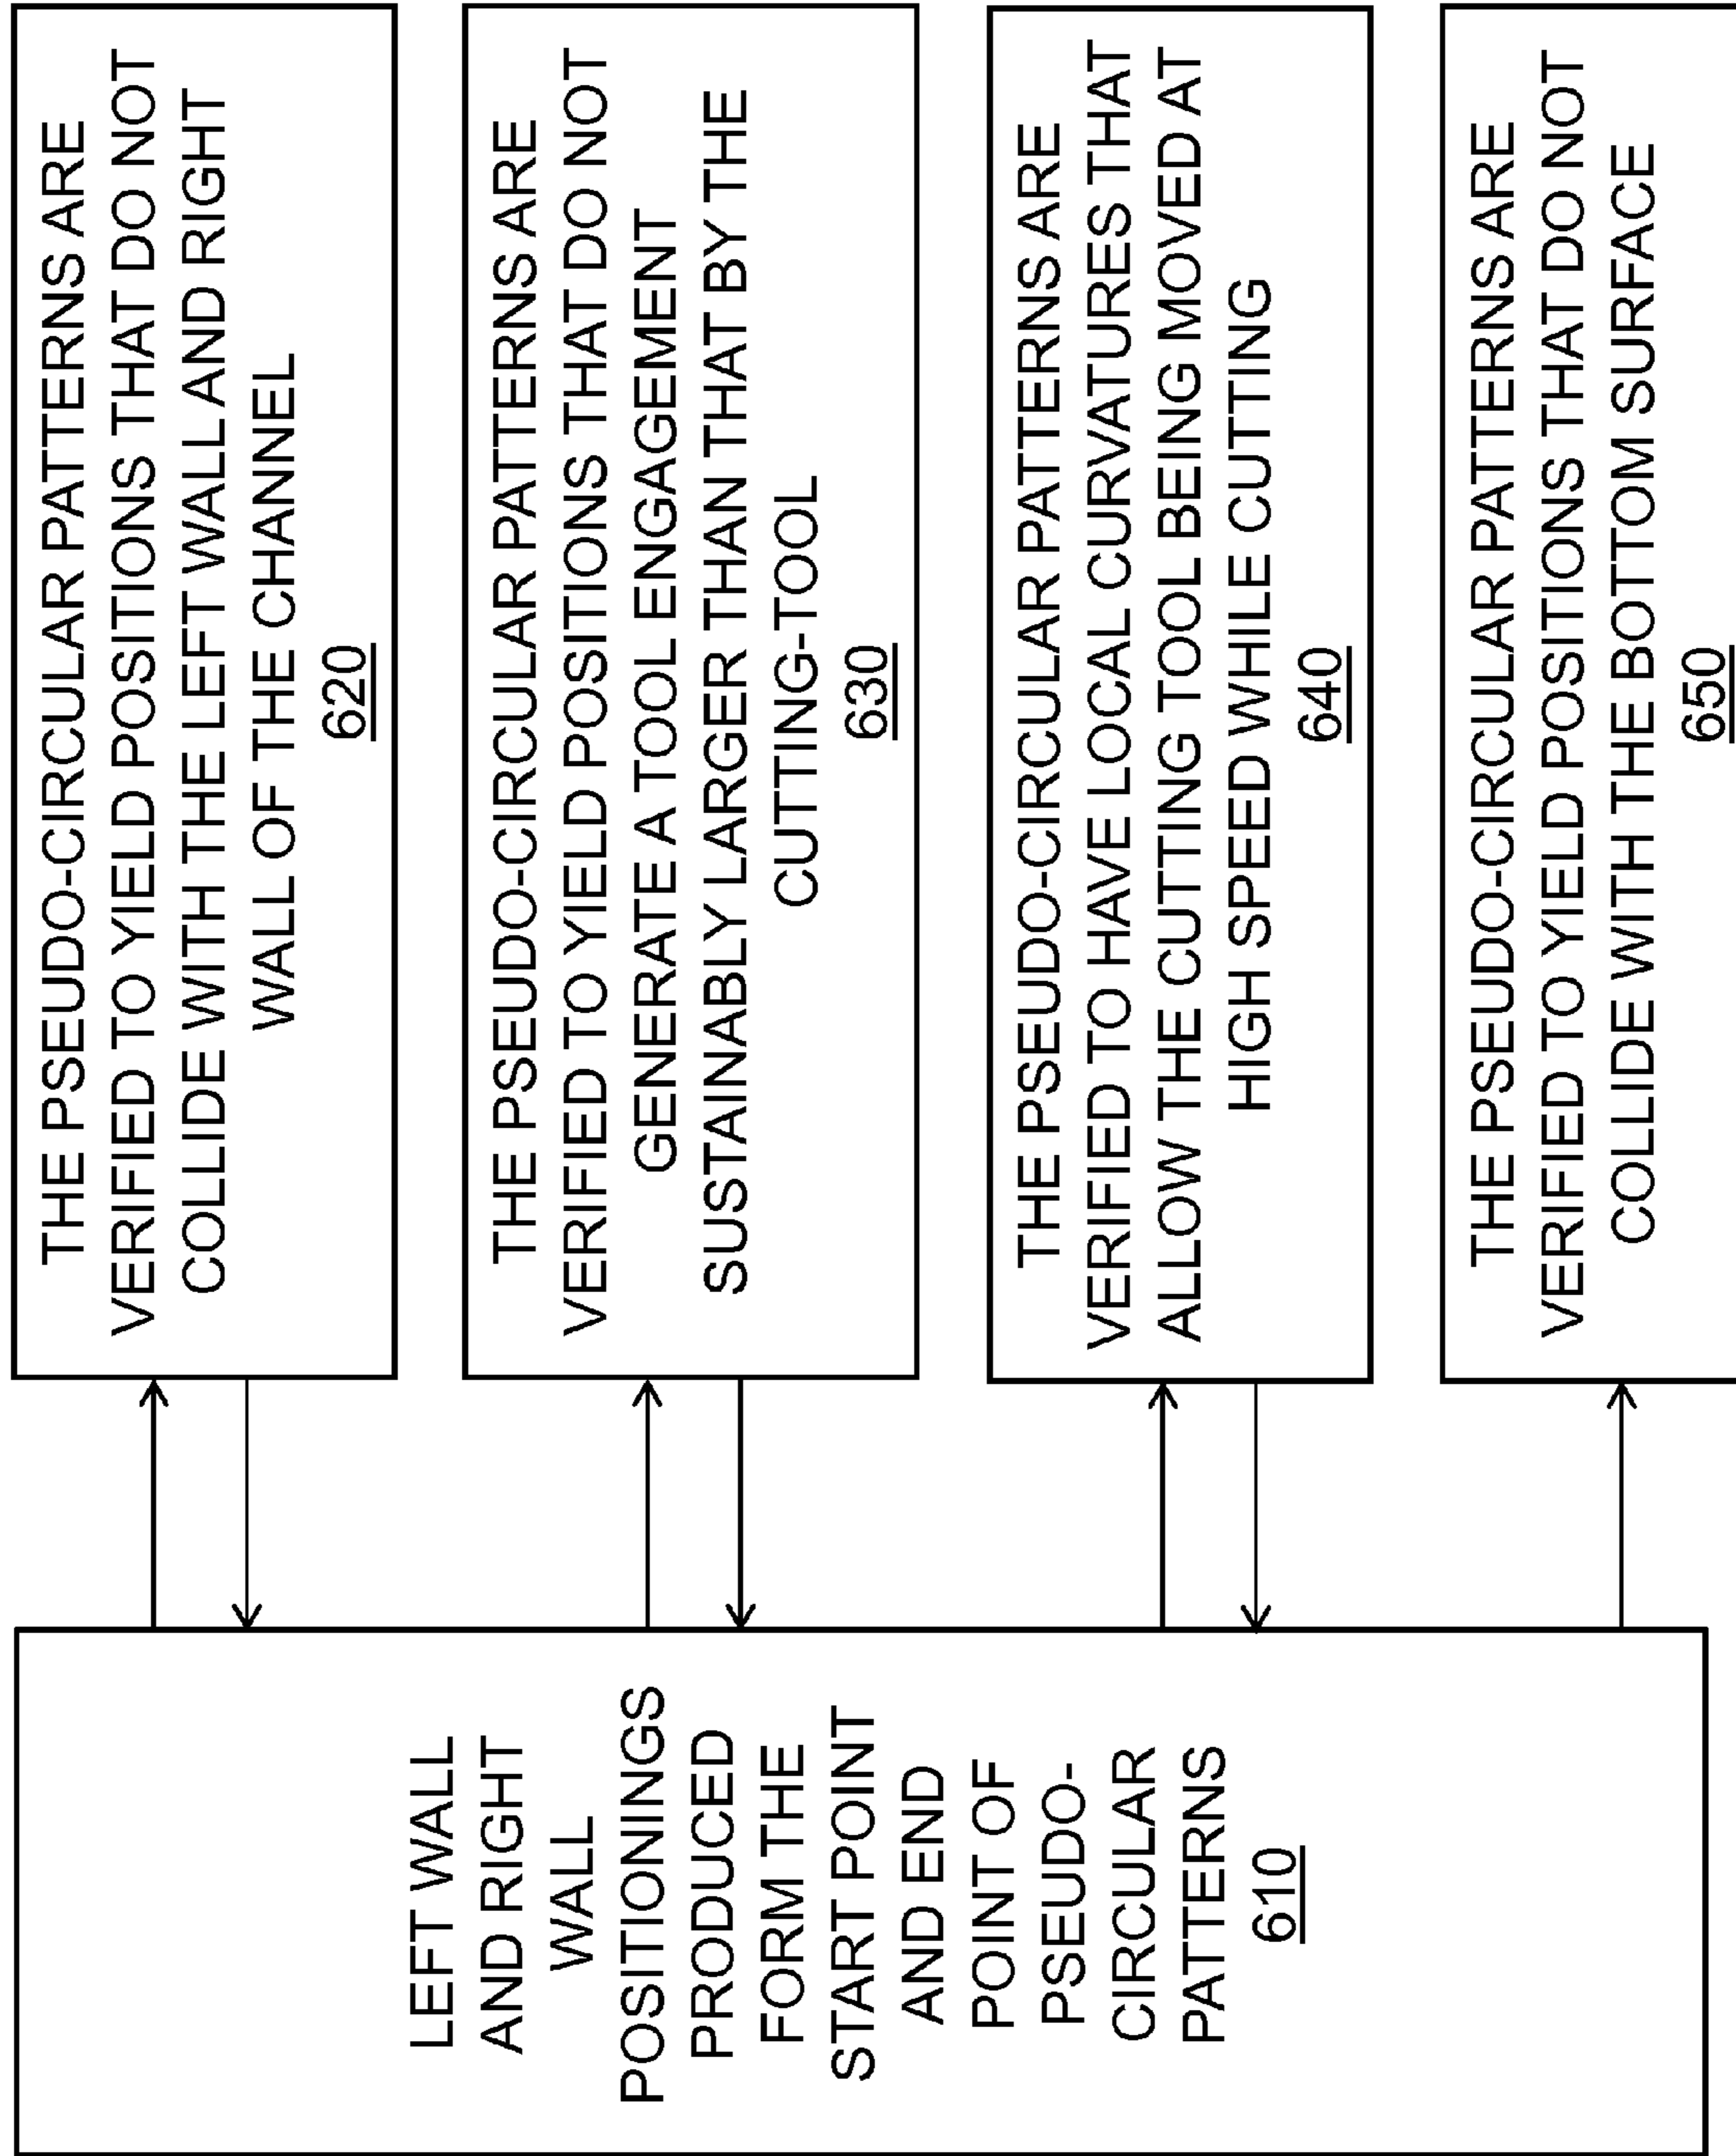 LEFT WALL
AND RIGHT
WALL
POSITIONINGS
PRODUCED
FORM THE
START POINT
AND END
POINT OF
PSEUDO-
CIRCULAR
PATTERNS
610
THE PSEUDO-CIRCULAR PATTERNS ARE
VERIFIED TO YIELD POSITIONS THAT DO NOT
COLLIDE WITH THE LEFT WALL AND RIGHT
WALL OF THE CHANNEL
620
THE PSEUDO-CIRCULAR PATTERNS ARE
VERIFIED TO YIELD POSITIONS THAT DO NOT
GENERATE A TOOL ENGAGEMENT
SUSTAINABLY LARGER THAN THAT BY THE
CUTTING-TOOL
630
THE PSEUDO-CIRCULAR PATTERNS ARE
VERIFIED TO HAVE LOCAL CURVATURES THAT
ALLOW THE CUTTING TOOL BEING MOVED AT
HIGH SPEED WHILE CUTTING
640
THE PSEUDO-CIRCULAR PATTERNS ARE
VERIFIED TO YIELD POSITIONS THAT DO NOT
COLLIDE WITH THE BOTTOM SURFACE
650